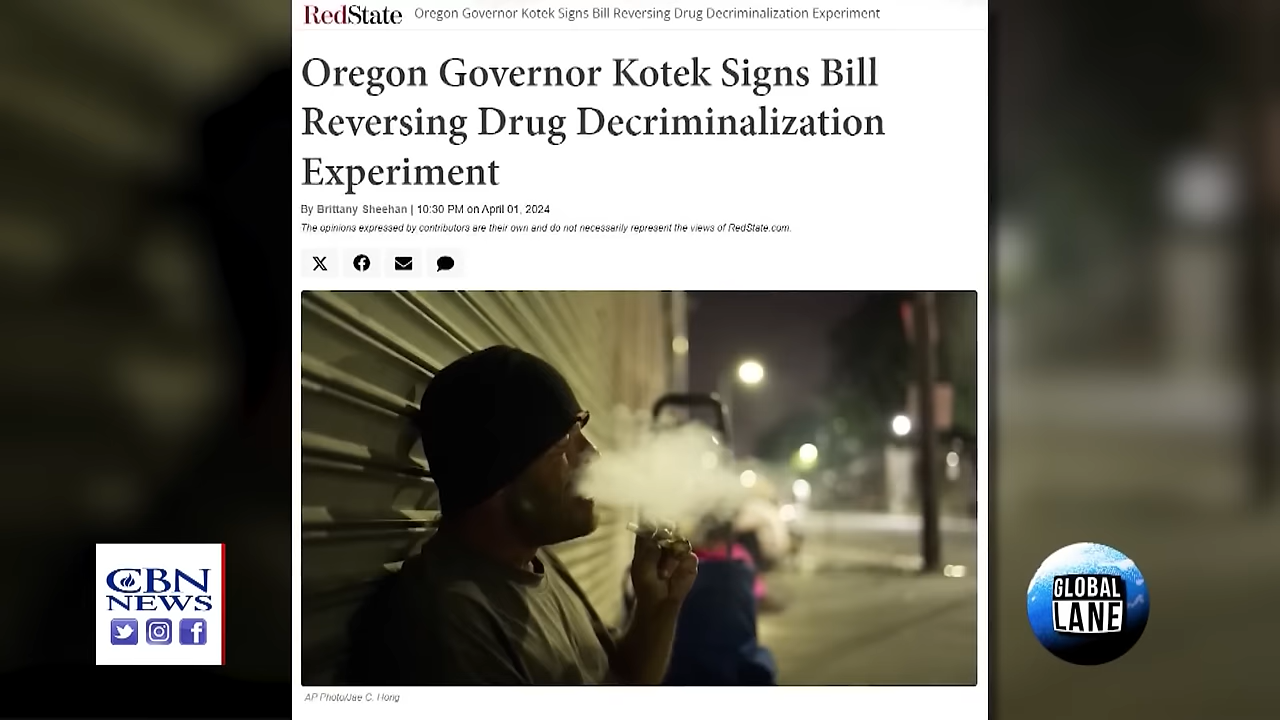 RedState Oregon Governor Kotek Signs Bill Reversing Drug Decriminalization Experiment
Oregon Governor Kotek Signs Bill
Reversing Drug Decriminalization
Experiment
By Brittany Sheehan | 10:30 PM on April 01, 2024
The opinions expressed by contributors are their own and do not necessarily represent the views of RedState.com.
AP Photo/Jae C. Hong
CBN
NEWS
GLOBAL
LANE